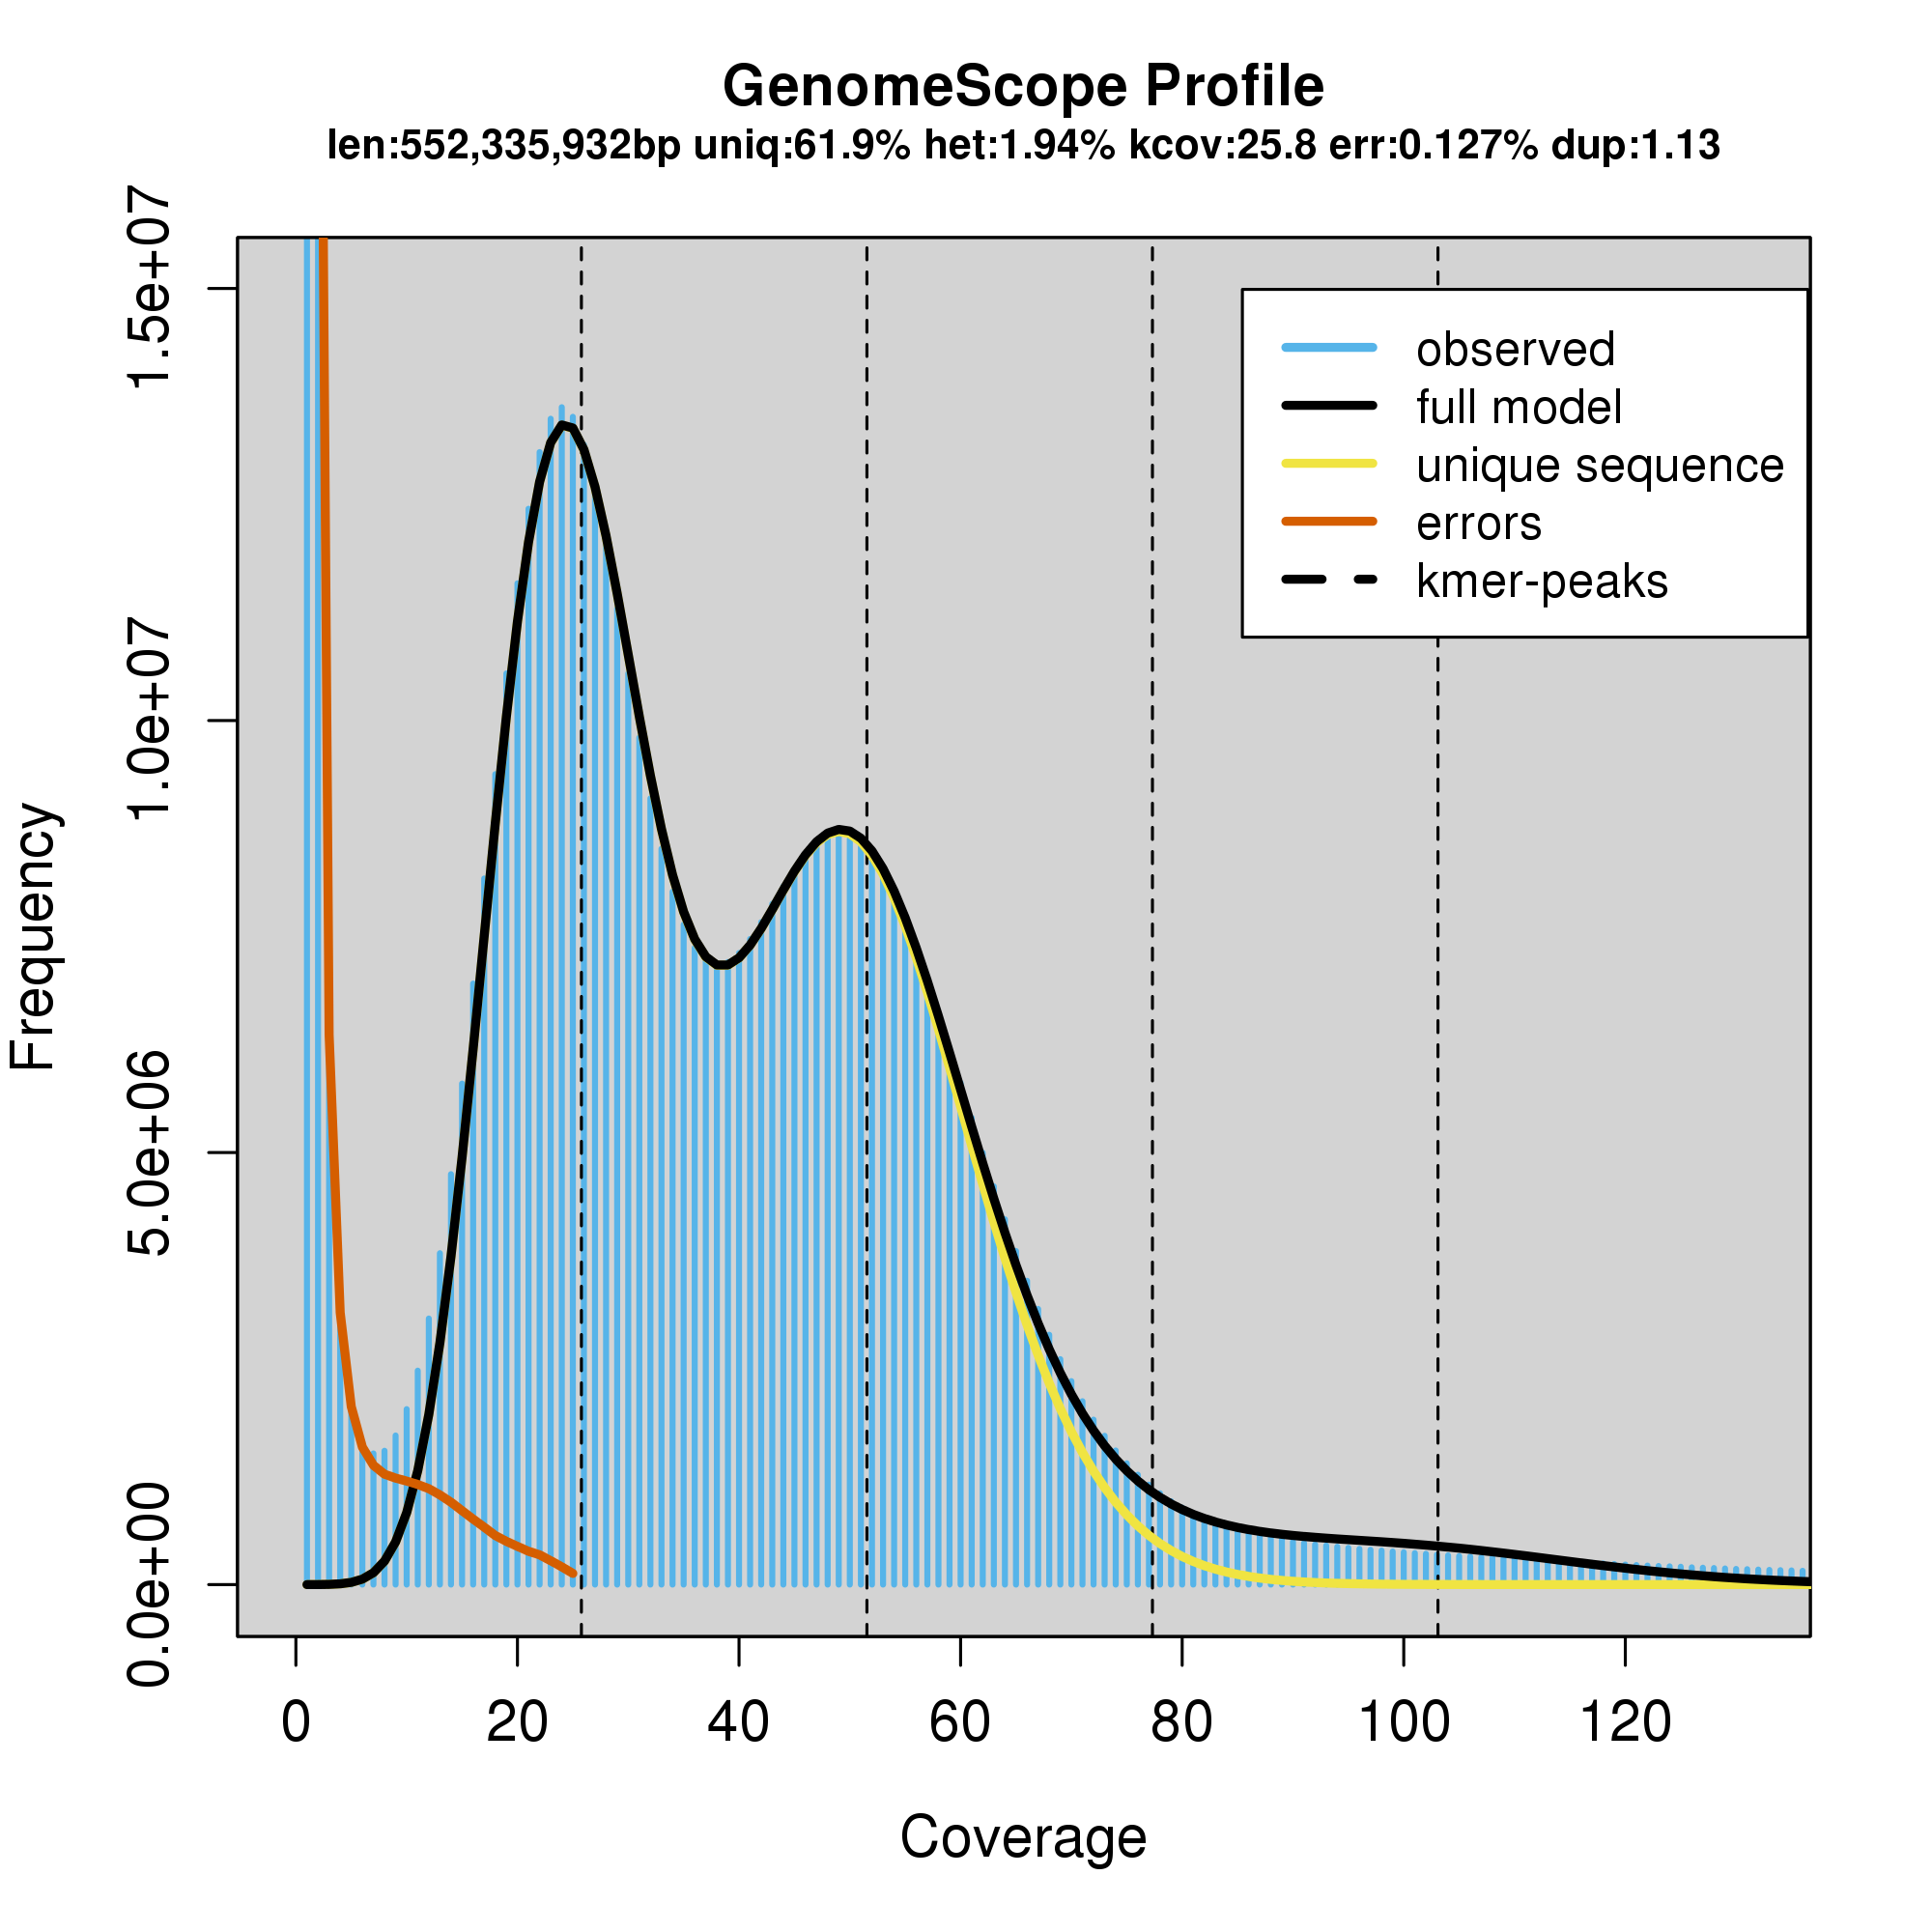 GenomeScope Profile
len:552,335,932bp uniq:61.9% het:1.94% kcov:25.8 err:0.127% dup:1.13
observed
full model
unique sequence
errors
kmer-peaks
Frequency
1.5e+07
1.0e+07
5.0e+06
0.0e+00
0 20 40 60 80 100 120
Coverage